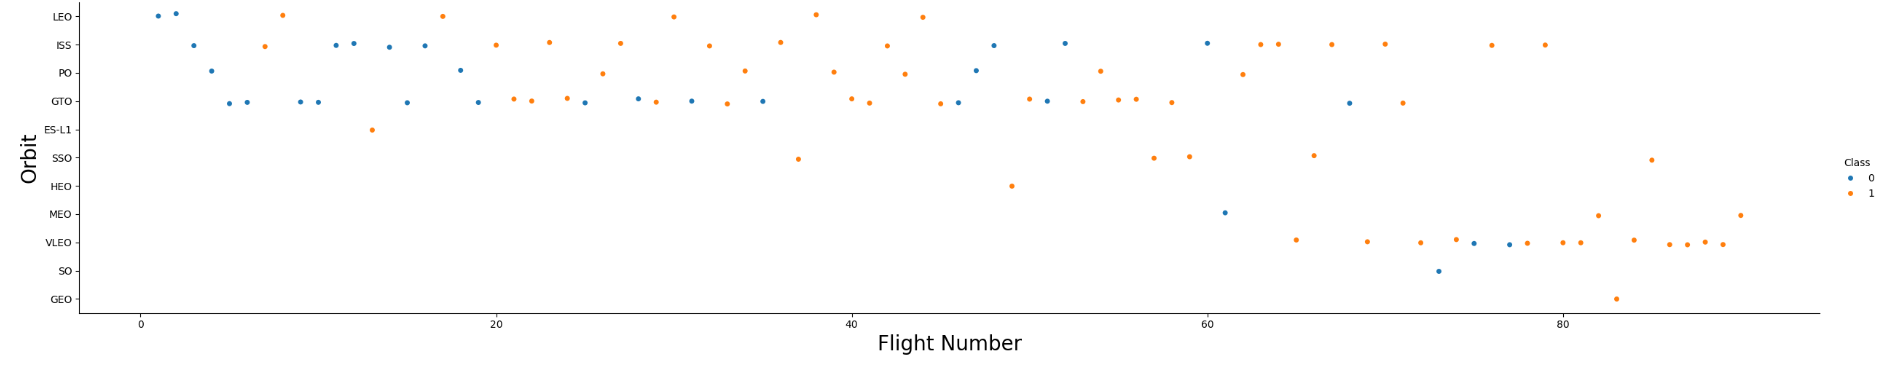 LEO
ISS
PO
GTO
ES-L1
SSO
HEO
MEO
VLEO
SO
GEO
Orbit
0 20 40 60 80
Flight Number
Class
0
1